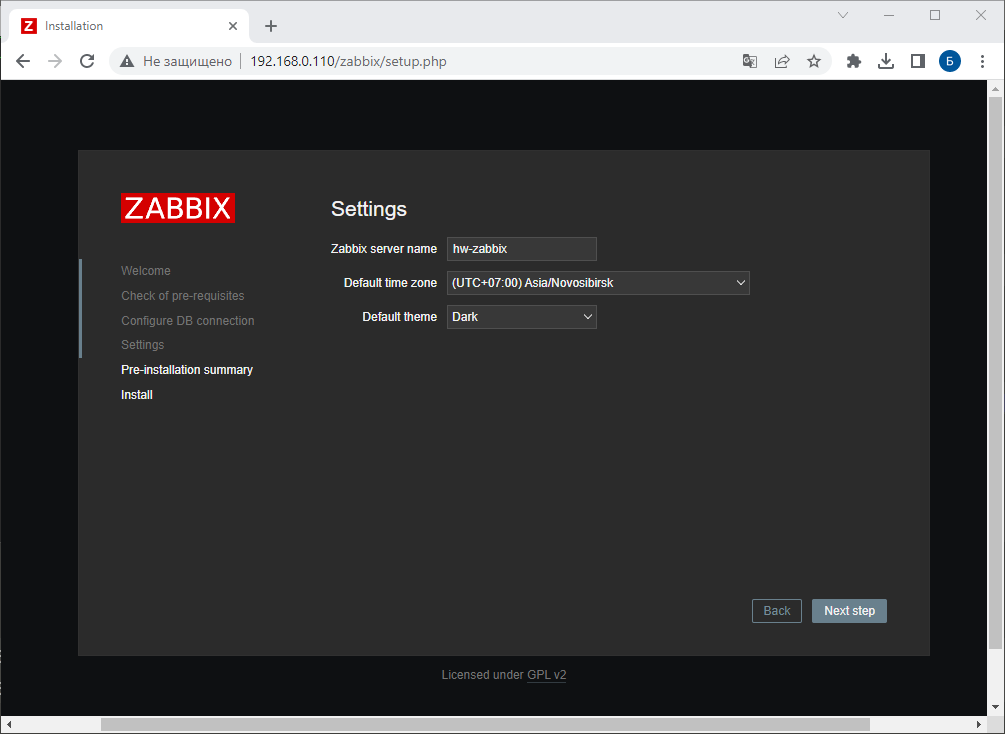 Z Installation
Не защищено 192.168.0.110/zabbix/setup.php
Б
ZABBIX
Welcome
Check of pre-requisites
Configure DB connection
Settings
Pre-installation summary
Install
Settings
Zabbix server name hw-zabbix
Default time zone (UTC+07:00) Asia/Novosibirsk
Default theme Dark
Back Next step
Licensed under GPL v2